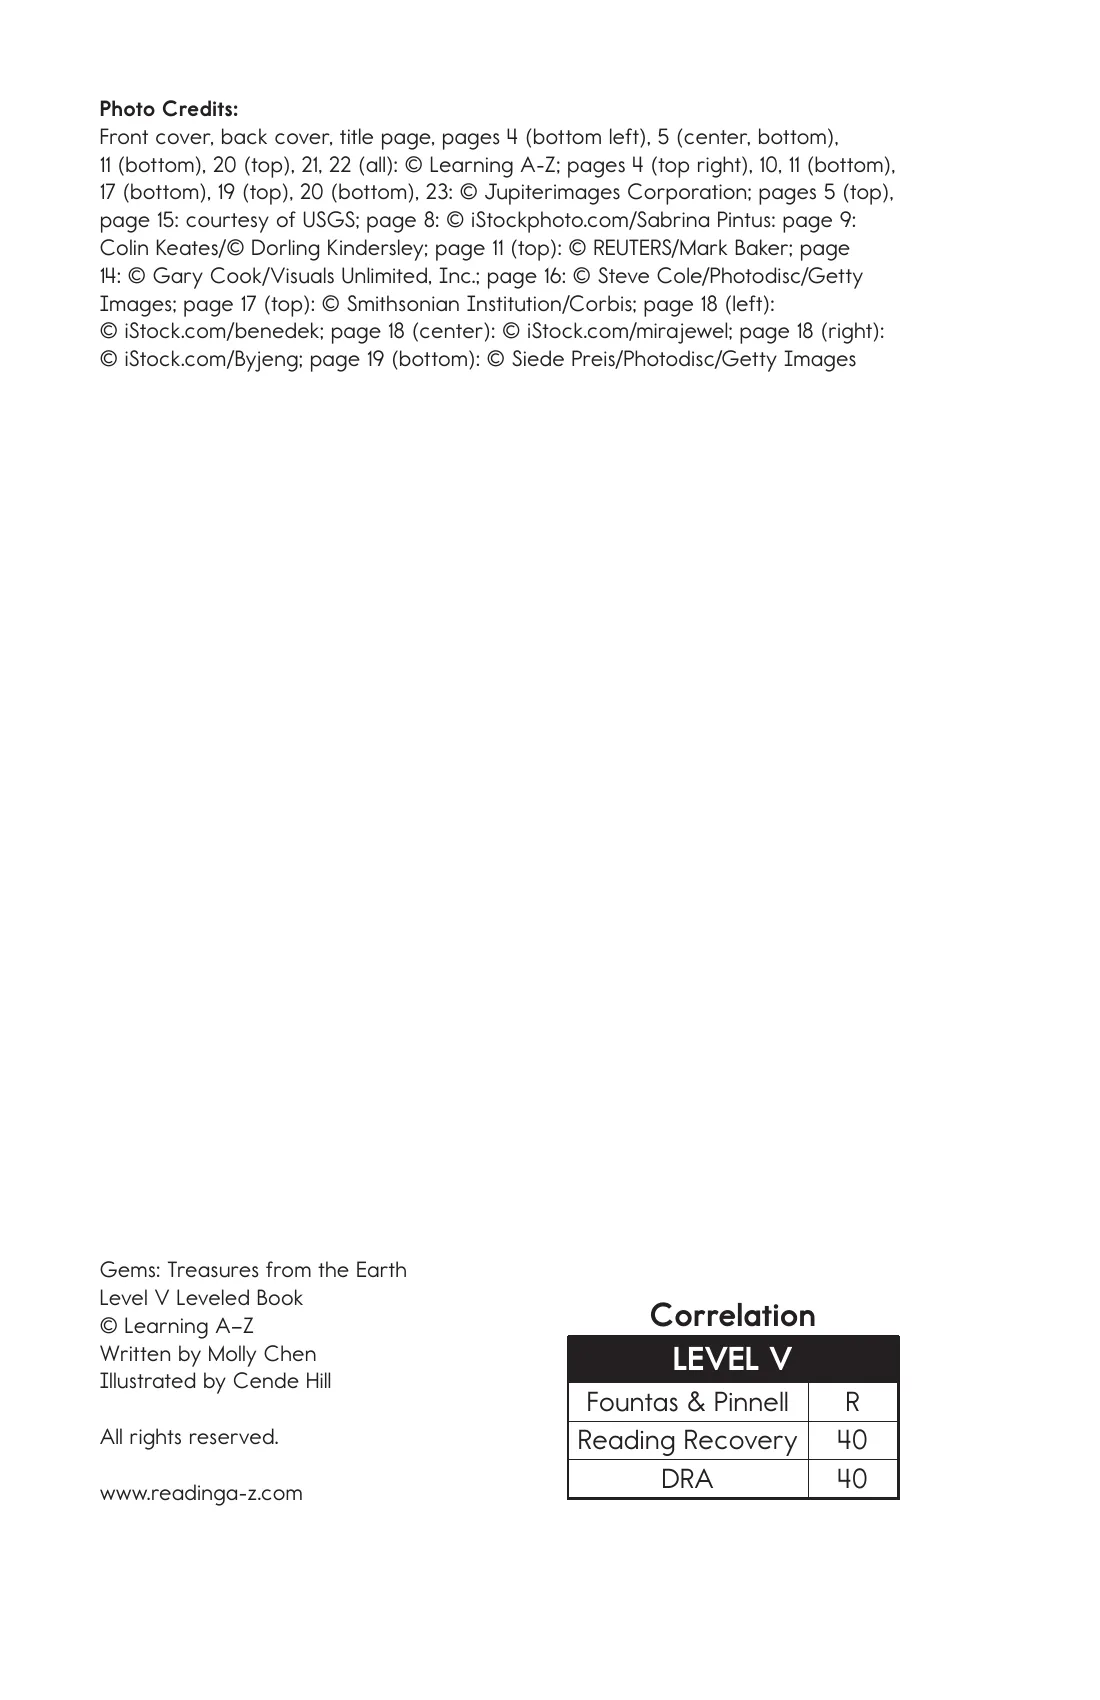 Photo Credits:
Front cover, back cover, title page, pages 4 (bottom left), 5 (center, bottom),
11 (bottom), 20 (top), 21, 22 (all): © Learning A-Z; pages 4 (top right), 10, 11 (bottom),
17 (bottom), 19 (top), 20 (bottom), 23: © Jupiterimages Corporation; pages 5 (top),
page 15: courtesy of USGS; page 8: © iStockphoto.com/Sabrina Pintus: page 9:
Colin Keates/© Dorling Kindersley; page 11 (top): © REUTERS/Mark Baker; page
14: © Gary Cook/Visuals Unlimited, Inc.; page 16: © Steve Cole/Photodisc/Getty
Images; page 17 (top): © Smithsonian Institution/Corbis; page 18 (left):
© iStock.com/benedek; page 18 (center): © iStock.com/mirajewel; page 18 (right):
© iStock.com/Byjeng; page 19 (bottom): © Siede Preis/Photodisc/Getty Images
Gems: Treasures from the Earth
Level V Leveled Book
© Learning A–Z
Written by Molly Chen
Illustrated by Cende Hill
All rights reserved.
www.readinga-z.com
Correlation
LEVEL V
Fountas & Pinnell R
Reading Recovery 40
DRA 40